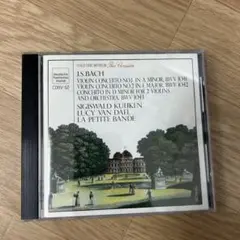 J.S.BACH
VIOLIN CONCERTO NO.1 IN A MINOR, BWV 1041
VIOLIN CONCERTO NO.2 IN E MAJOR, BWV 1042
CONCERTO IN D MINOR FOR 2 VIOLINS
AND ORCHESTRA, BWV 1043
SIGISWALD KUIJKEN
LUCY VAN DAEL
LA PETITE BANDE